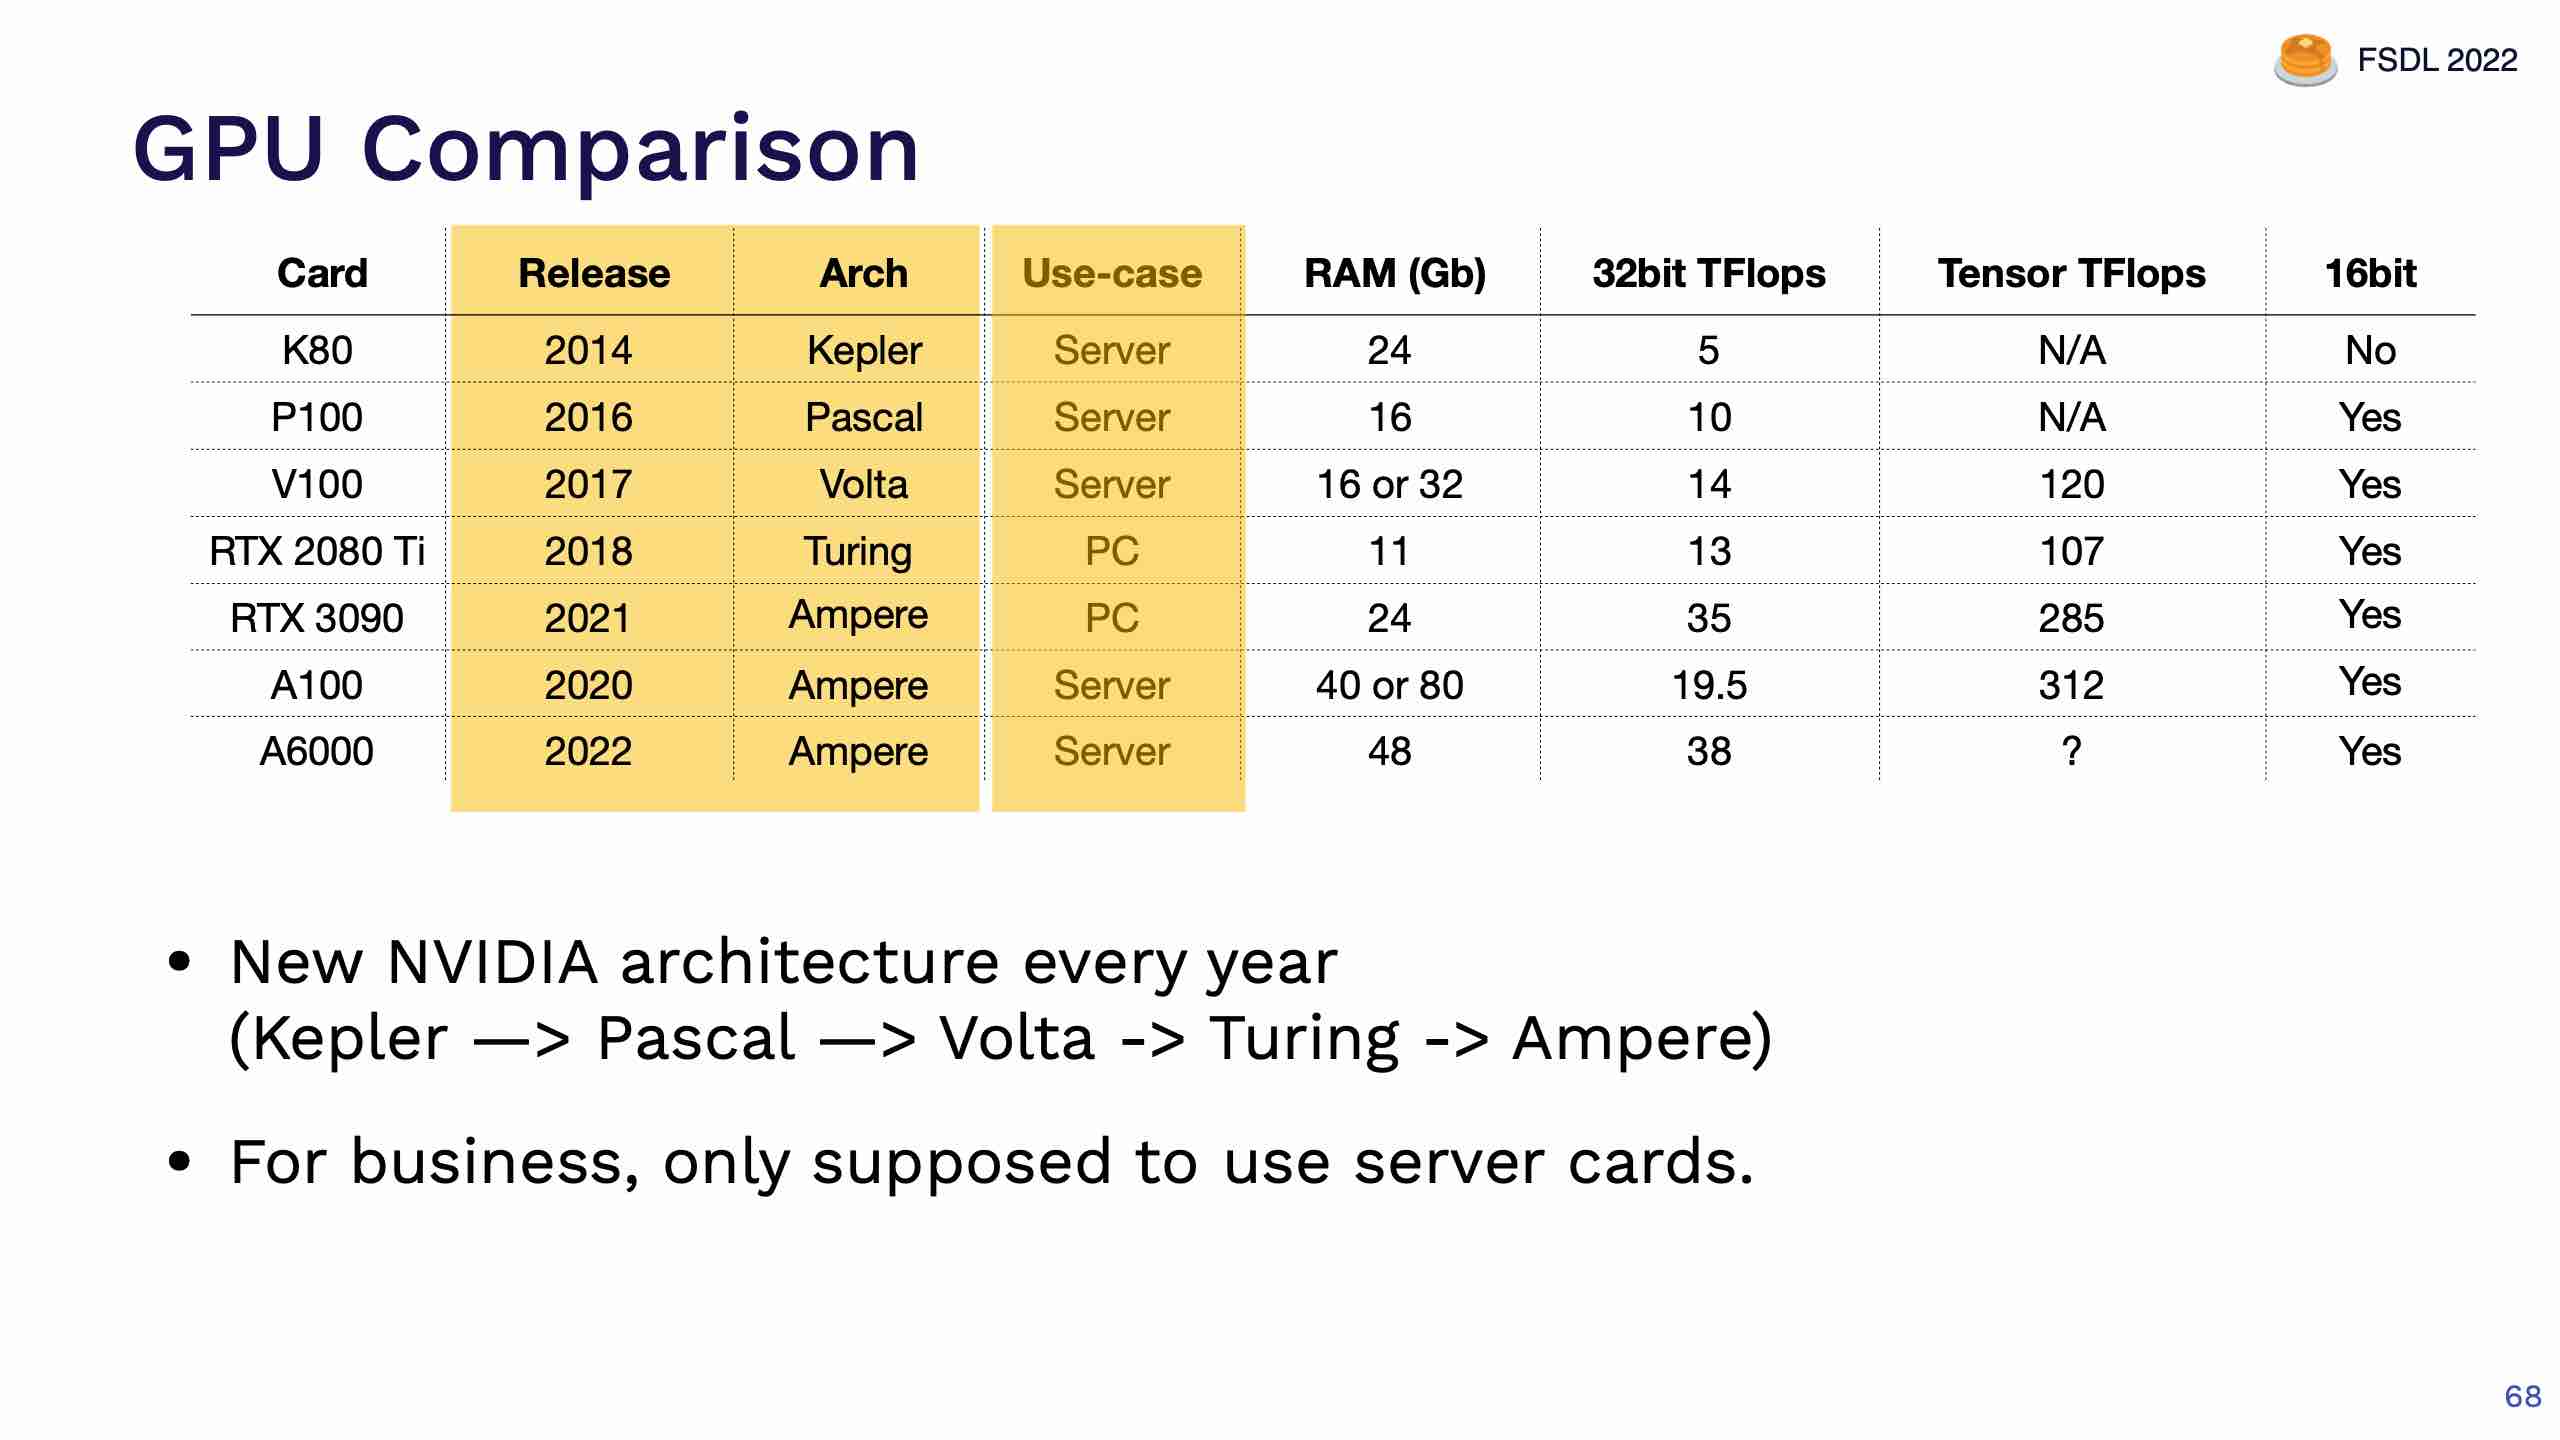 FSDL 2022
GPU Comparison
Card Release Arch Use-case RAM (Gb) 32bit TFlops Tensor TFlops 16bit
K80 2014 Kepler Server 24 5 N/A No
P100 2016 Pascal Server 16 10 N/A Yes
V100 2017 Volta Server 16 or 32 14 120 Yes
RTX 2080 Ti 2018 Turing PC 11 13 107 Yes
RTX 3090 2021 Ampere PC 24 35 285 Yes
A100 2020 Ampere Server 40 or 80 19.5 312 Yes
A6000 2022 Ampere Server 48 38 ? Yes
• New NVIDIA architecture every year
(Kepler —> Pascal —> Volta -> Turing -> Ampere)
• For business, only supposed to use server cards.
68